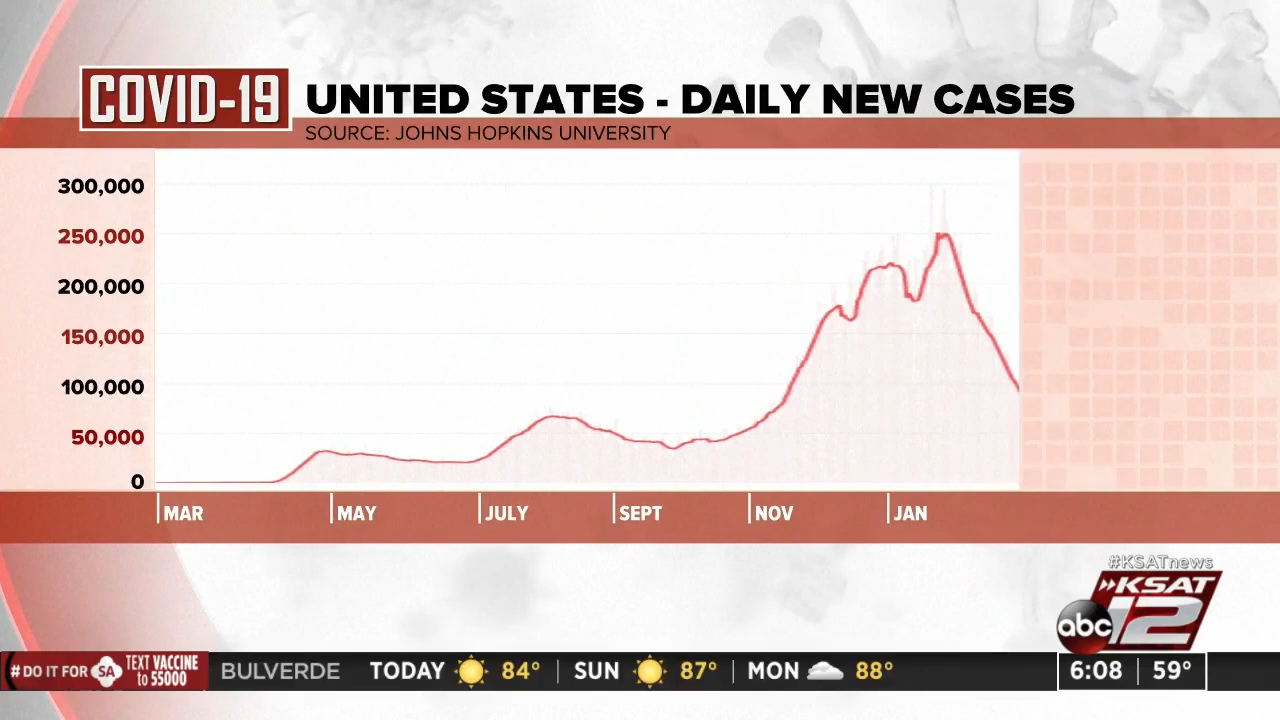 COVID-19
UNITED STATES - DAILY NEW CASES
SOURCE: JOHNS HOPKINS UNIVERSITY
300,000
250,000
200,000
150,000
100,000
50,000
0
MAR
MAY
JULY
SEPT
NOV
JAN
#KSATnews
KSAT
abc
12
#DO IT FOR SA
TEXT VACCINE
to 55000
BULVERDE TODAY 84° SUN 87° MON 88°
6:08 59°